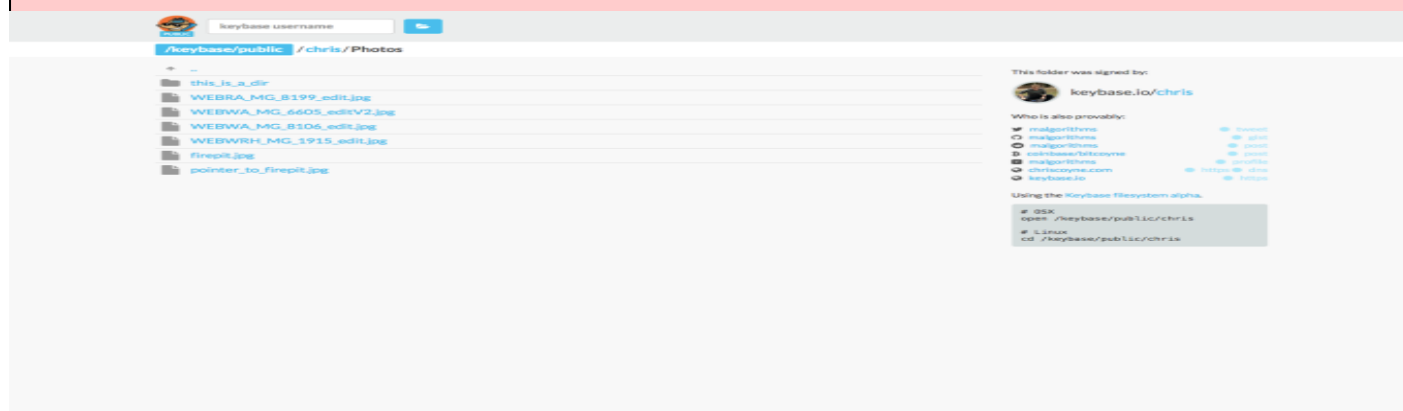 PUBLIC
keybase username
/keybase/public /chris/Photos
..
this_is_a_dir
WEBRA_MG_8199_edit.jpg
WEBWA_MG_6605_editV2.jpg
WEBWA_MG_8106_edit.jpg
WEBWRH_MG_1915_edit.jpg
firepit.jpg
pointer_to_firepit.jpg
This folder was signed by:
keybase.io/chris
Who is also provably:
malgorithms tweet
malgorithms gist
malgorithms post
coinbase/bitcoyne post
malgorithms profile
chriscoyne.com https dns
keybase.io https
Using the Keybase filesystem alpha.
# OSX
open /keybase/public/chris
# Linux
cd /keybase/public/chris